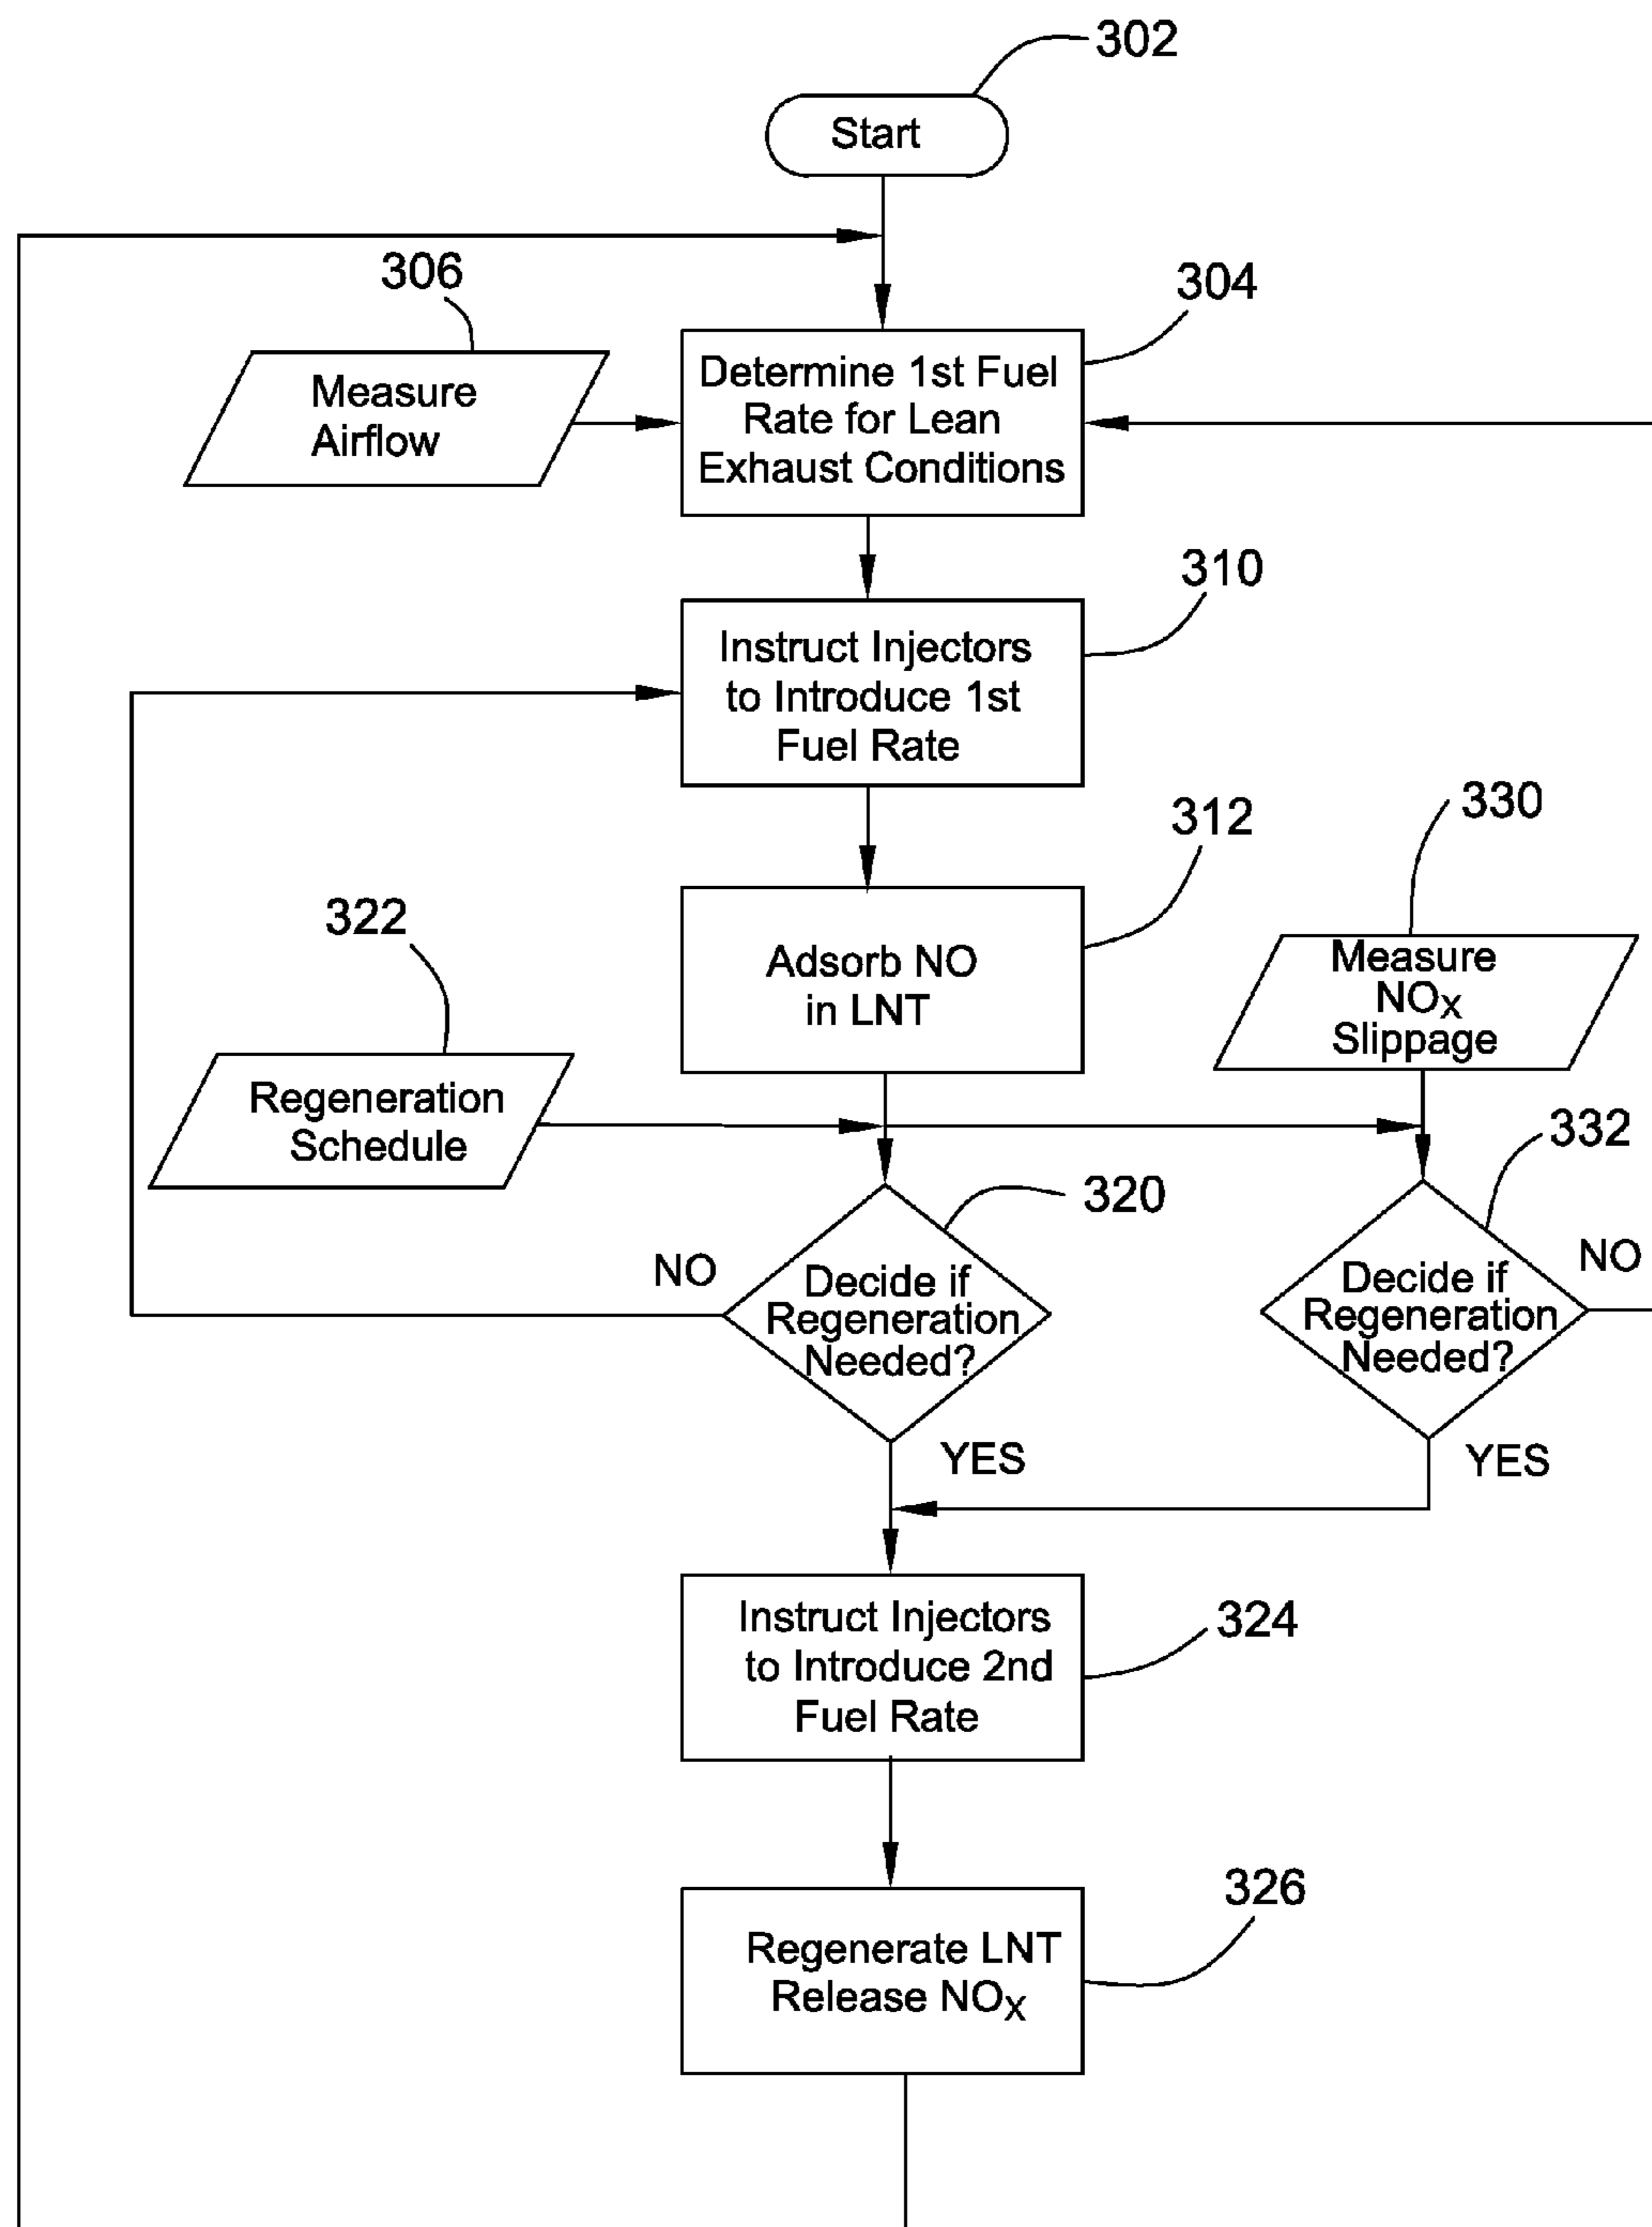 302
Start
306
304
Measure
Airflow
Determine 1st Fuel
Rate for Lean
Exhaust Conditions
310
Instruct Injectors
to Introduce 1st
Fuel Rate
312
330
Adsorb NO
in LNT
Measure
NOX
Slippage
322
Regeneration
Schedule
332
320
NO
Decide if
Regeneration
Needed?
NO
Decide if
Regeneration
Needed?
YES
YES
Instruct Injectors
to Introduce 2nd
Fuel Rate
324
326
Regenerate LNT
Release NOX